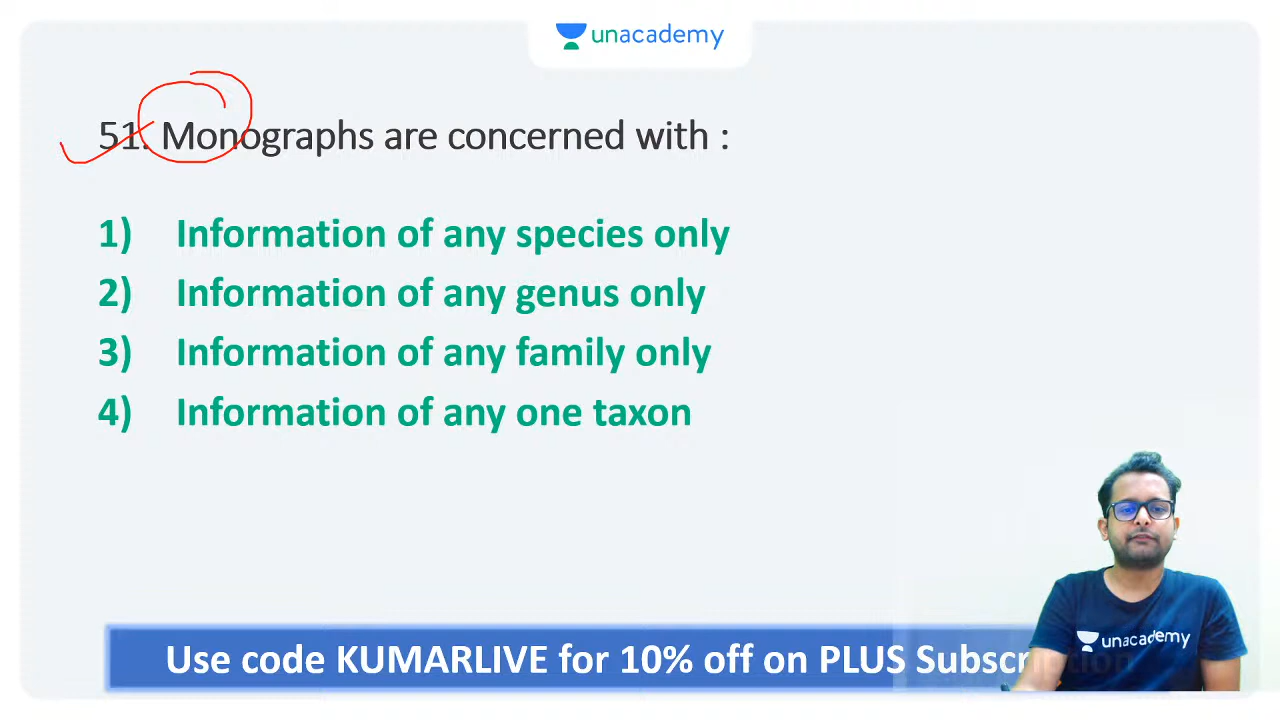 unacademy
51. Monographs are concerned with :
1) Information of any species only
2) Information of any genus only
3) Information of any family only
4) Information of any one taxon
unacademy
Use code KUMARLIVE for 10% off on PLUS Subscription